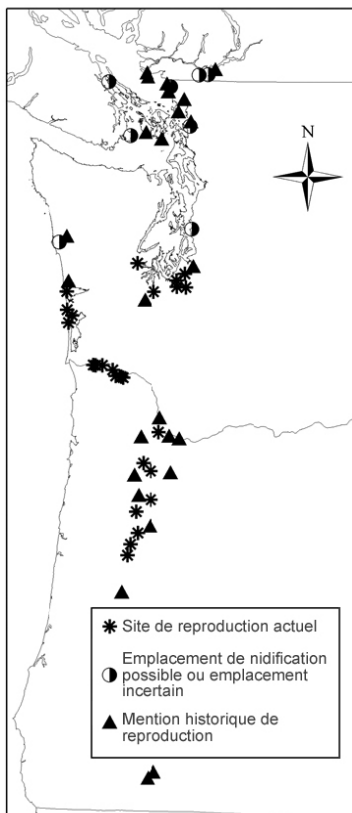 N
Site de reproduction actuel
Emplacement de nidification
possible ou emplacement
incertain
Mention historique de
reproduction